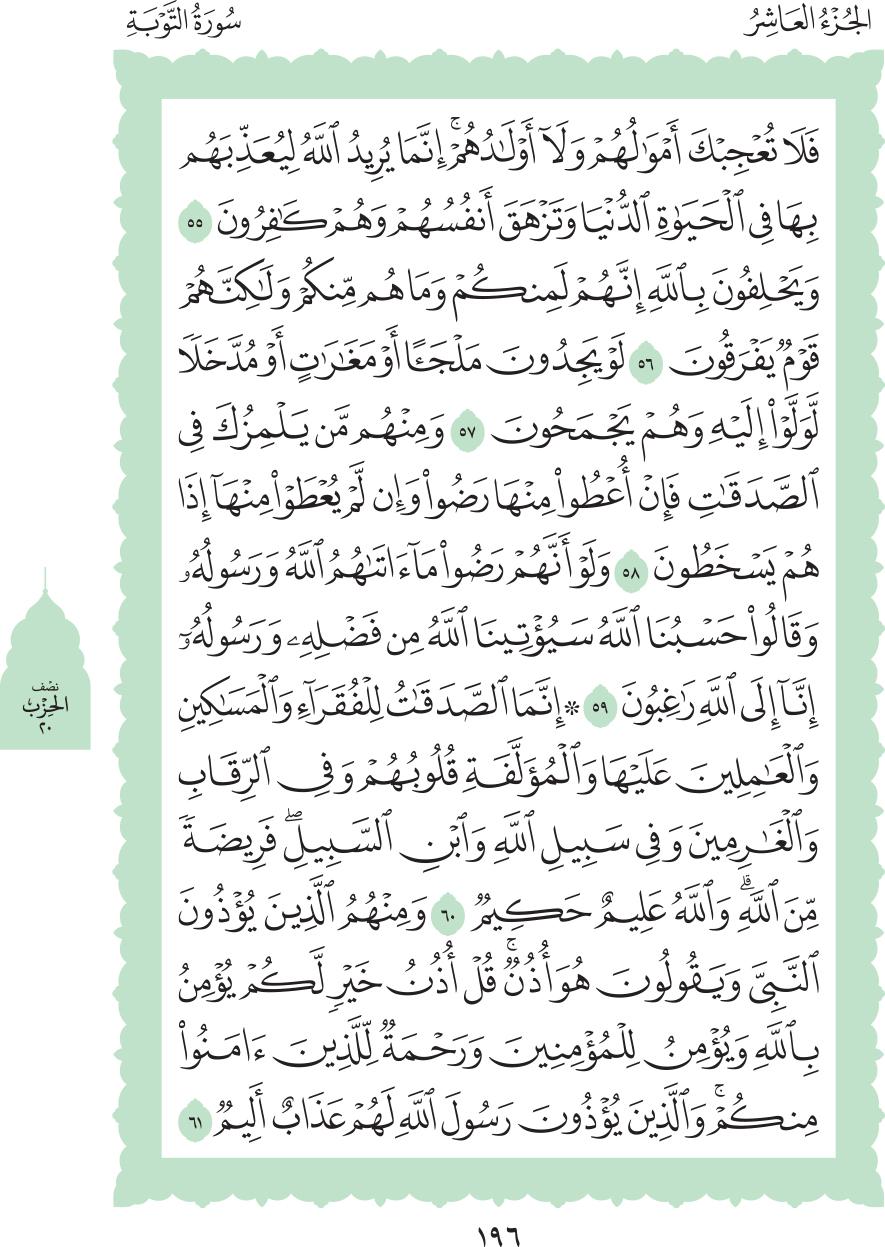 الجُزْءُ العَاشِرُ
سُورَةُ التَّوْبَةِ
فَلَا تُعْجِبْكَ أَمْوَٰلُهُمْ وَلَآ أَوْلَـٰدُهُمْ ۚ إِنَّمَا يُرِيدُ ٱللَّهُ لِيُعَذِّبَهُم
بِهَا فِى ٱلْحَيَوٰةِ ٱلدُّنْيَا وَتَزْهَقَ أَنفُسُهُمْ وَهُمْ كَـٰفِرُونَ ٥٥
وَيَحْلِفُونَ بِٱللَّهِ إِنَّهُمْ لَمِنكُمْ وَمَا هُم مِّنكُمْ وَلَـٰكِنَّهُمْ
قَوْمٌ يَفْرَقُونَ ٥٦ لَوْ يَجِدُونَ مَلْجَـًٔا أَوْ مَغَـٰرَٰتٍ أَوْ مُدَّخَلًا
لَّوَلَّوْا۟ إِلَيْهِ وَهُمْ يَجْمَحُونَ ٥٧ وَمِنْهُم مَّن يَلْمِزُكَ فِى
ٱلصَّدَقَـٰتِ فَإِنْ أُعْطُوا۟ مِنْهَا رَضُوا۟ وَإِن لَّمْ يُعْطَوْا۟ مِنْهَآ إِذَا
هُمْ يَسْخَطُونَ ٥٨ وَلَوْ أَنَّهُمْ رَضُوا۟ مَآ ءَاتَىٰهُمُ ٱللَّهُ وَرَسُولُهُۥ
وَقَالُوا۟ حَسْبُنَا ٱللَّهُ سَيُؤْتِينَا ٱللَّهُ مِن فَضْلِهِۦ وَرَسُولُهُۥٓ
إِنَّآ إِلَى ٱللَّهِ رَٰغِبُونَ ٥٩ ۞ إِنَّمَا ٱلصَّدَقَـٰتُ لِلْفُقَرَآءِ وَٱلْمَسَـٰكِينِ
وَٱلْعَـٰمِلِينَ عَلَيْهَا وَٱلْمُؤَلَّفَةِ قُلُوبُهُمْ وَفِى ٱلرِّقَابِ
وَٱلْغَـٰرِمِينَ وَفِى سَبِيلِ ٱللَّهِ وَٱبْنِ ٱلسَّبِيلِ ۖ فَرِيضَةً
مِّنَ ٱللَّهِ ۗ وَٱللَّهُ عَلِيمٌ حَكِيمٌ ٦٠ وَمِنْهُمُ ٱلَّذِينَ يُؤْذُونَ
ٱلنَّبِىَّ وَيَقُولُونَ هُوَ أُذُنٌ ۚ قُلْ أُذُنُ خَيْرٍ لَّكُمْ يُؤْمِنُ
بِٱللَّهِ وَيُؤْمِنُ لِلْمُؤْمِنِينَ وَرَحْمَةٌ لِّلَّذِينَ ءَامَنُوا۟
مِنكُمْ ۚ وَٱلَّذِينَ يُؤْذُونَ رَسُولَ ٱللَّهِ لَهُمْ عَذَابٌ أَلِيمٌ ٦١
نصف
الحزب
٢٠
١٩٦